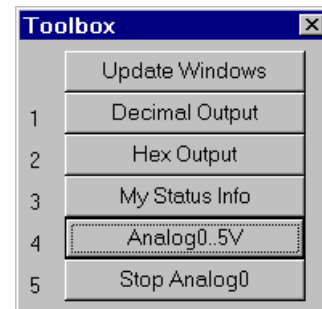 Toolbox
Update Windows
1 Decimal Output
2 Hex Output
3 My Status Info
4 Analog0..5V
5 Stop Analog0